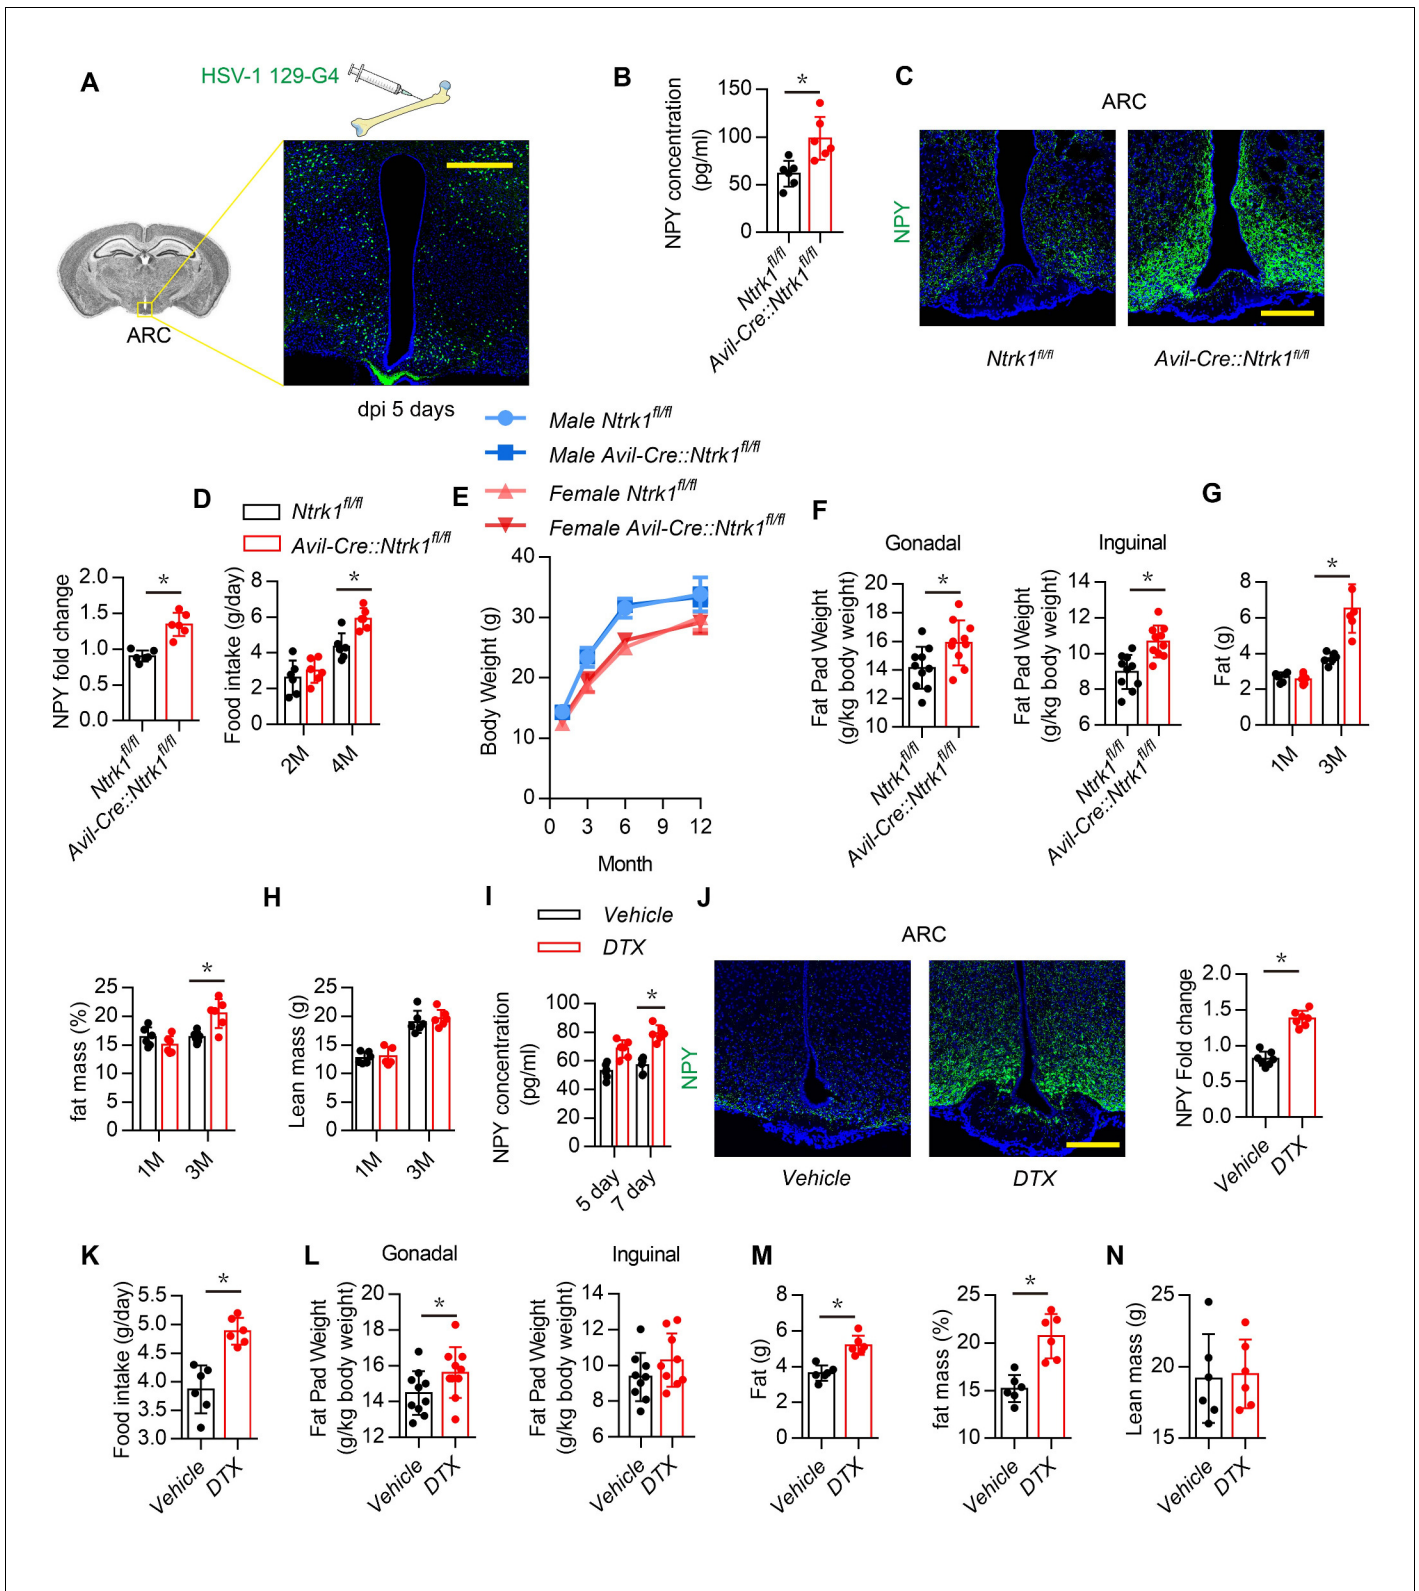 A
HSV-1 129-G4
ARC
dpi 5 days
B
NPY concentration
(pg/ml)
150
100
50
0
*
Ntrk1fl/fl
Avil-Cre::Ntrk1fl/fl
C
ARC
NPY
Ntrk1fl/fl
Avil-Cre::Ntrk1fl/fl
NPY fold change
2.0
1.5
1.0
0.5
0.0
*
Ntrk1fl/fl
Avil-Cre::Ntrk1fl/fl
D
Ntrk1fl/fl
Avil-Cre::Ntrk1fl/fl
Food intake (g/day)
8
6
4
2
0
*
2M
4M
E
Male Ntrk1fl/fl
Male Avil-Cre::Ntrk1fl/fl
Female Ntrk1fl/fl
Female Avil-Cre::Ntrk1fl/fl
Body Weight (g)
40
30
20
10
0
0 3 6 9 12
Month
F
Gonadal
Fat Pad Weight
(g/kg body weight)
20
18
16
14
12
10
*
Ntrk1fl/fl
Avil-Cre::Ntrk1fl/fl
Inguinal
Fat Pad Weight
(g/kg body weight)
14
12
10
8
6
*
Ntrk1fl/fl
Avil-Cre::Ntrk1fl/fl
G
Fat (g)
8
6
4
2
0
*
1M
3M
fat mass (%)
25
20
15
10
5
0
*
1M
3M
H
Lean mass (g)
25
20
15
10
5
0
1M
3M
I
Vehicle
DTX
NPY concentration
(pg/ml)
100
80
60
40
20
0
*
5 day
7 day
J
ARC
NPY
Vehicle
DTX
NPY Fold change
2.0
1.5
1.0
0.5
0.0
*
Vehicle
DTX
K
Food intake (g/day)
5.5
5.0
4.5
4.0
3.5
3.0
*
Vehicle
DTX
L
Gonadal
Fat Pad Weight
(g/kg body weight)
20
18
16
14
12
*
Vehicle
DTX
Inguinal
Fat Pad Weight
(g/kg body weight)
14
12
10
8
6
Vehicle
DTX
M
Fat (g)
8
6
4
2
0
*
Vehicle
DTX
fat mass (%)
25
20
15
10
*
Vehicle
DTX
N
Lean mass (g)
25
20
15
Vehicle
DTX